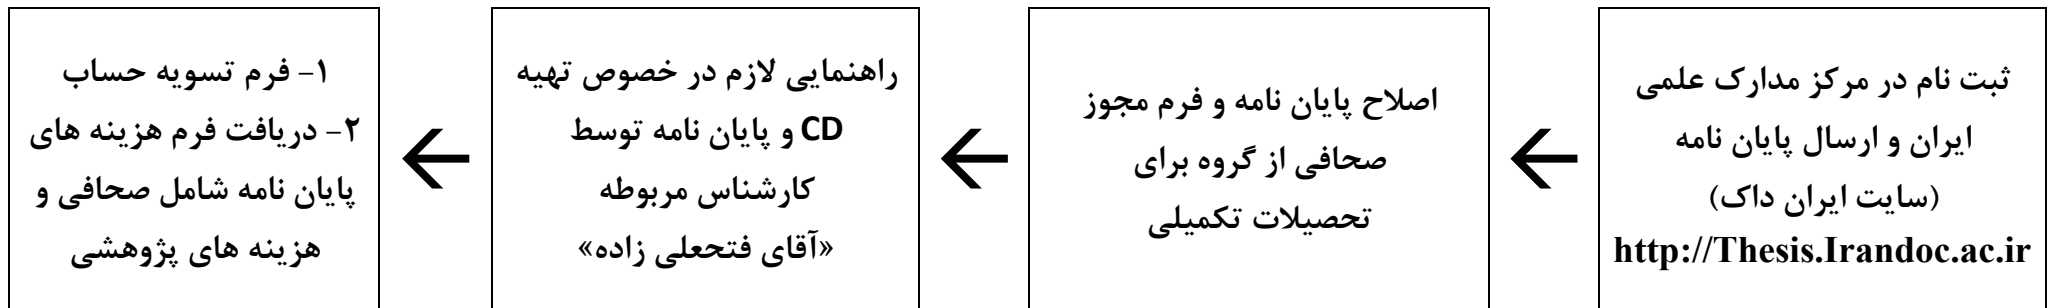 ثبت نام در مرکز مدارک علمی
ایران و ارسال پایان نامه
(سایت ایران داک)
http://Thesis.Irandoc.ac.ir
اصلاح پایان نامه و فرم مجوز
صحافی از گروه برای
تحصیلات تکمیلی
راهنمایی لازم در خصوص تهیه
CD و پایان نامه توسط
کارشناس مربوطه
«آقای فتحعلی زاده»
۱- فرم تسویه حساب
۲- دریافت فرم هزینه های
پایان نامه شامل صحافی و
هزینه های پژوهشی